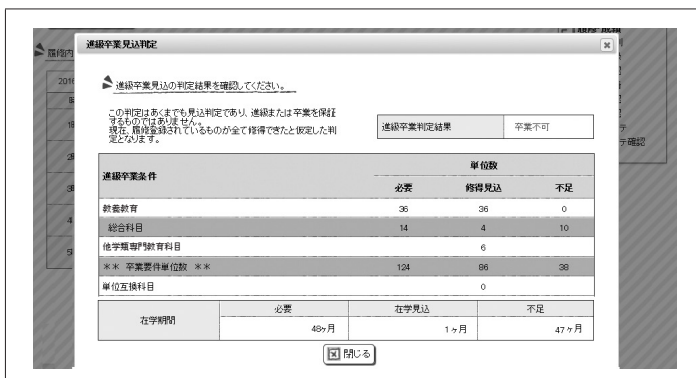 履修・成績
進級卒業見込判定
履修内
2016
進級卒業見込の判定結果を確認してください。
この判定はあくまでも見込判定であり、進級または卒業を保証
するものではありません。
現在、履修登録されているものが全て修得できたと仮定した判
定となります。
進級卒業判定結果 卒業不可
テ
テ確認
進級卒業条件 単位数
必要 修得見込 不足
教養教育 36 36 0
総合科目 14 4 10
他学類専門教育科目 6
** 卒業要件単位数 ** 124 86 38
単位互換科目 0
在学期間 必要 在学見込 不足
48ヶ月 1ヶ月 47ヶ月
閉じる